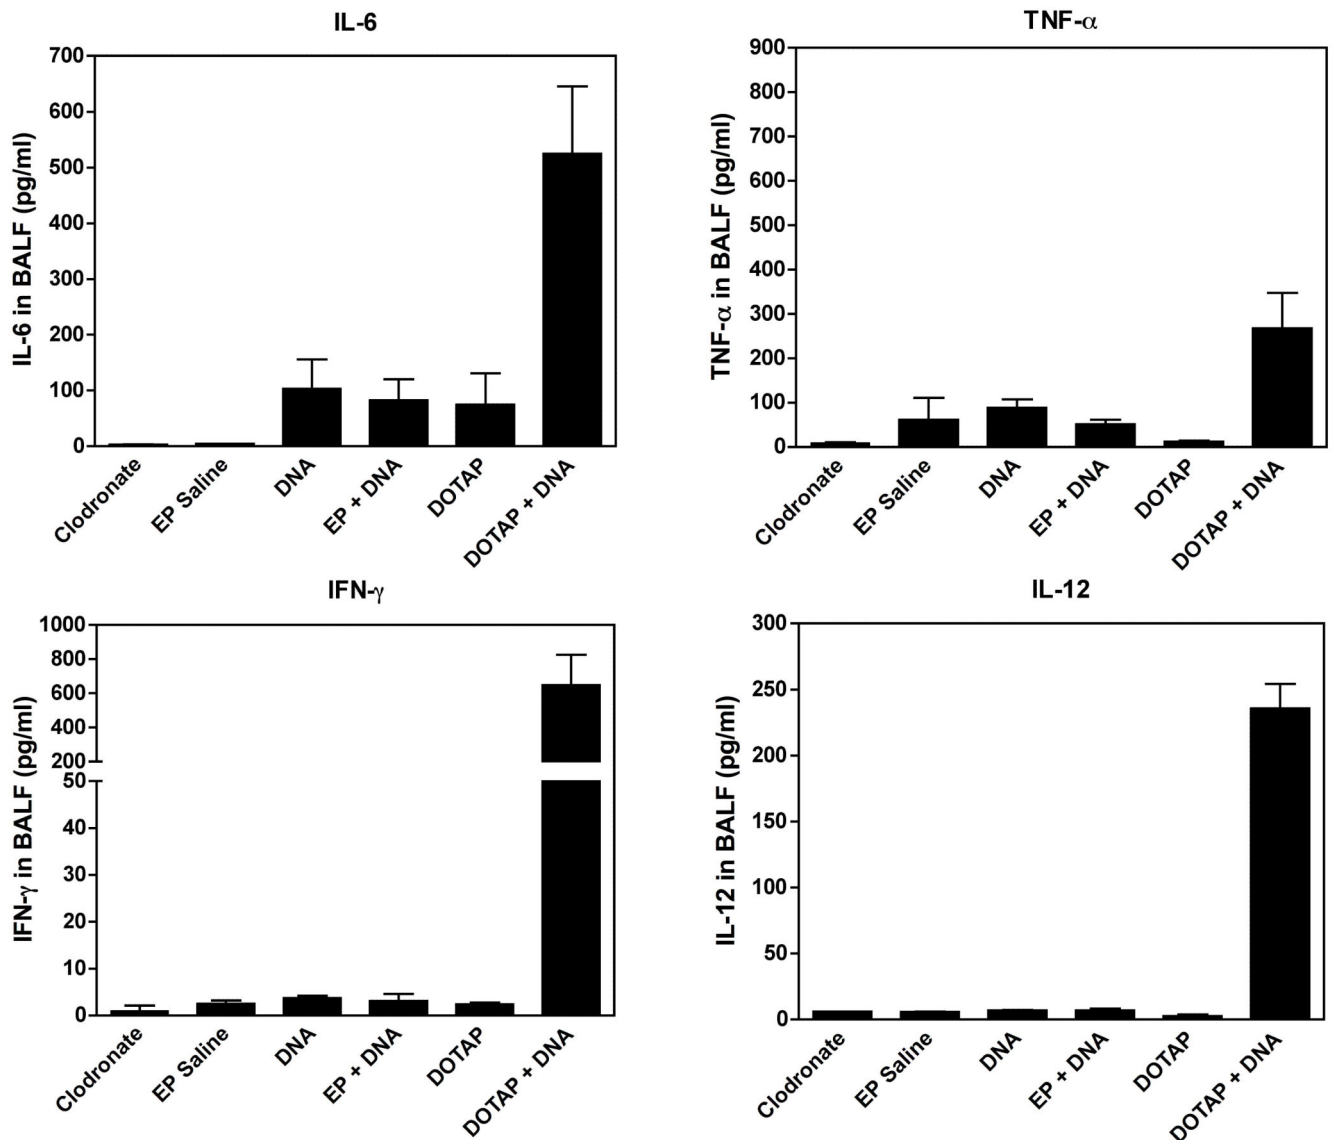 IL-6
IL-6 in BALF (pg/ml)
700
600
500
400
300
200
100
0
Clodronate
EP Saline
DNA
EP + DNA
DOTAP
DOTAP + DNA
TNF-α
TNF-α in BALF (pg/ml)
900
800
700
600
500
400
300
200
100
0
Clodronate
EP Saline
DNA
EP + DNA
DOTAP
DOTAP + DNA
IFN-γ
IFN-γ in BALF (pg/ml)
1000
800
600
400
200
50
40
30
20
10
0
Clodronate
EP Saline
DNA
EP + DNA
DOTAP
DOTAP + DNA
IL-12
IL-12 in BALF (pg/ml)
300
250
200
150
100
50
0
Clodronate
EP Saline
DNA
EP + DNA
DOTAP
DOTAP + DNA